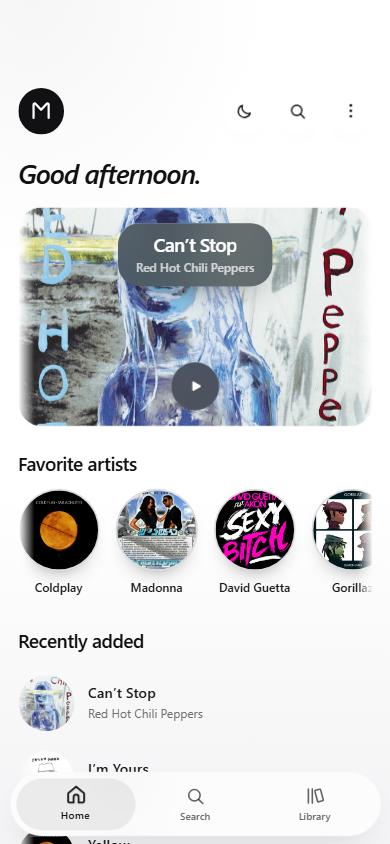 M
Good afternoon.
Can't Stop
Red Hot Chili Peppers
Favorite artists
Coldplay
Madonna
SEXY
BITCH
David Guetta
Gorillaz
Recently added
Can't Stop
Red Hot Chili Peppers
I'm Yours
Yellow
Home
Search
Library